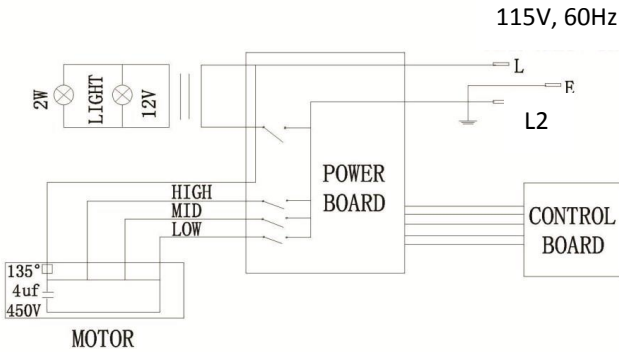 115V, 60Hz
L
E
L2
2W
LIGHT
12V
POWER
BOARD
HIGH
MID
LOW
CONTROL
BOARD
135°
4uf
450V
MOTOR